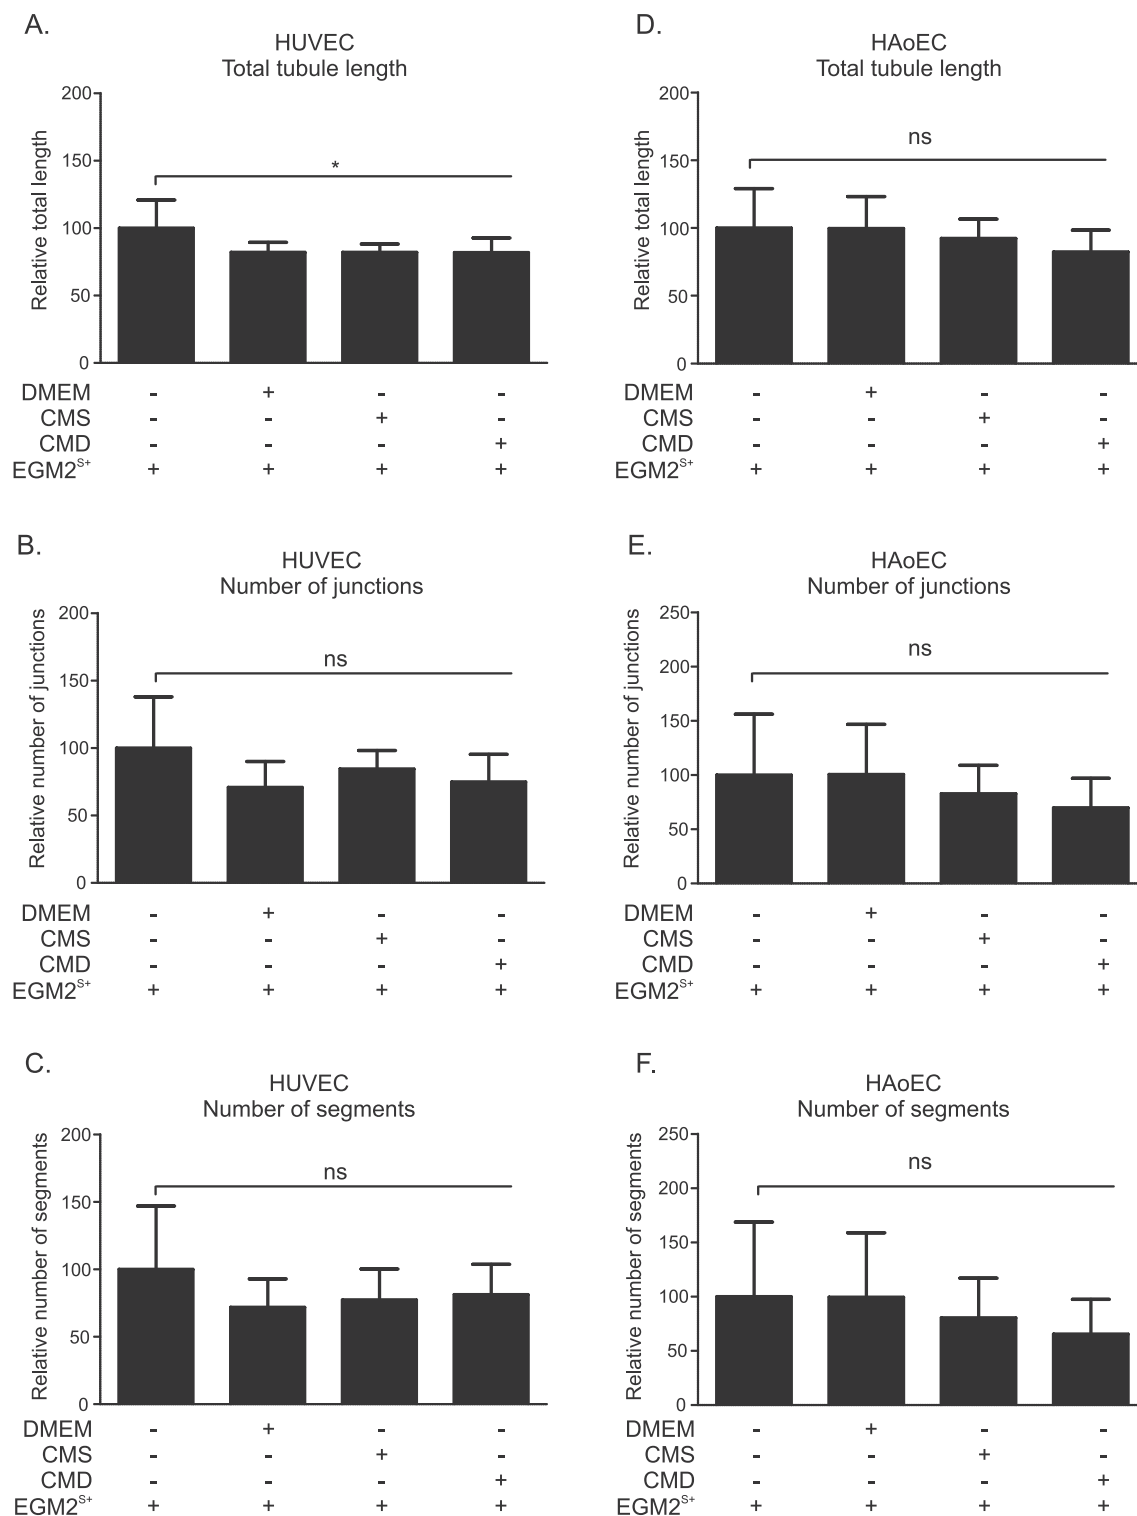 A.
HUVEC
Total tubule length
Relative total length
200
150
100
50
0
*
DMEM - + - -
CMS - - + -
CMD - - - +
EGM2S+ + + + +
D.
HAoEC
Total tubule length
Relative total length
200
150
100
50
0
ns
DMEM - + - -
CMS - - + -
CMD - - - +
EGM2S+ + + + +
B.
HUVEC
Number of junctions
Relative number of junctions
200
150
100
50
0
ns
DMEM - + - -
CMS - - + -
CMD - - - +
EGM2S+ + + + +
E.
HAoEC
Number of junctions
Relative number of junctions
250
200
150
100
50
0
ns
DMEM - + - -
CMS - - + -
CMD - - - +
EGM2S+ + + + +
C.
HUVEC
Number of segments
Relative number of segments
200
150
100
50
0
ns
DMEM - + - -
CMS - - + -
CMD - - - +
EGM2S+ + + + +
F.
HAoEC
Number of segments
Relative number of segments
250
200
150
100
50
0
ns
DMEM - + - -
CMS - - + -
CMD - - - +
EGM2S+ + + + +